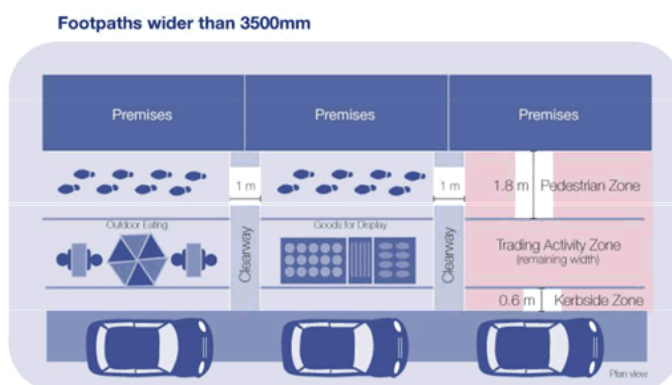 Footpaths wider than 3500mm
Premises
Premises
Premises
1 m
1 m
1.8 m
Pedestrian Zone
Outdoor Eating
Clearway
Goods for Display
Clearway
Trading Activity Zone
(remaining width)
0.6 m
Kerbside Zone
Plan view